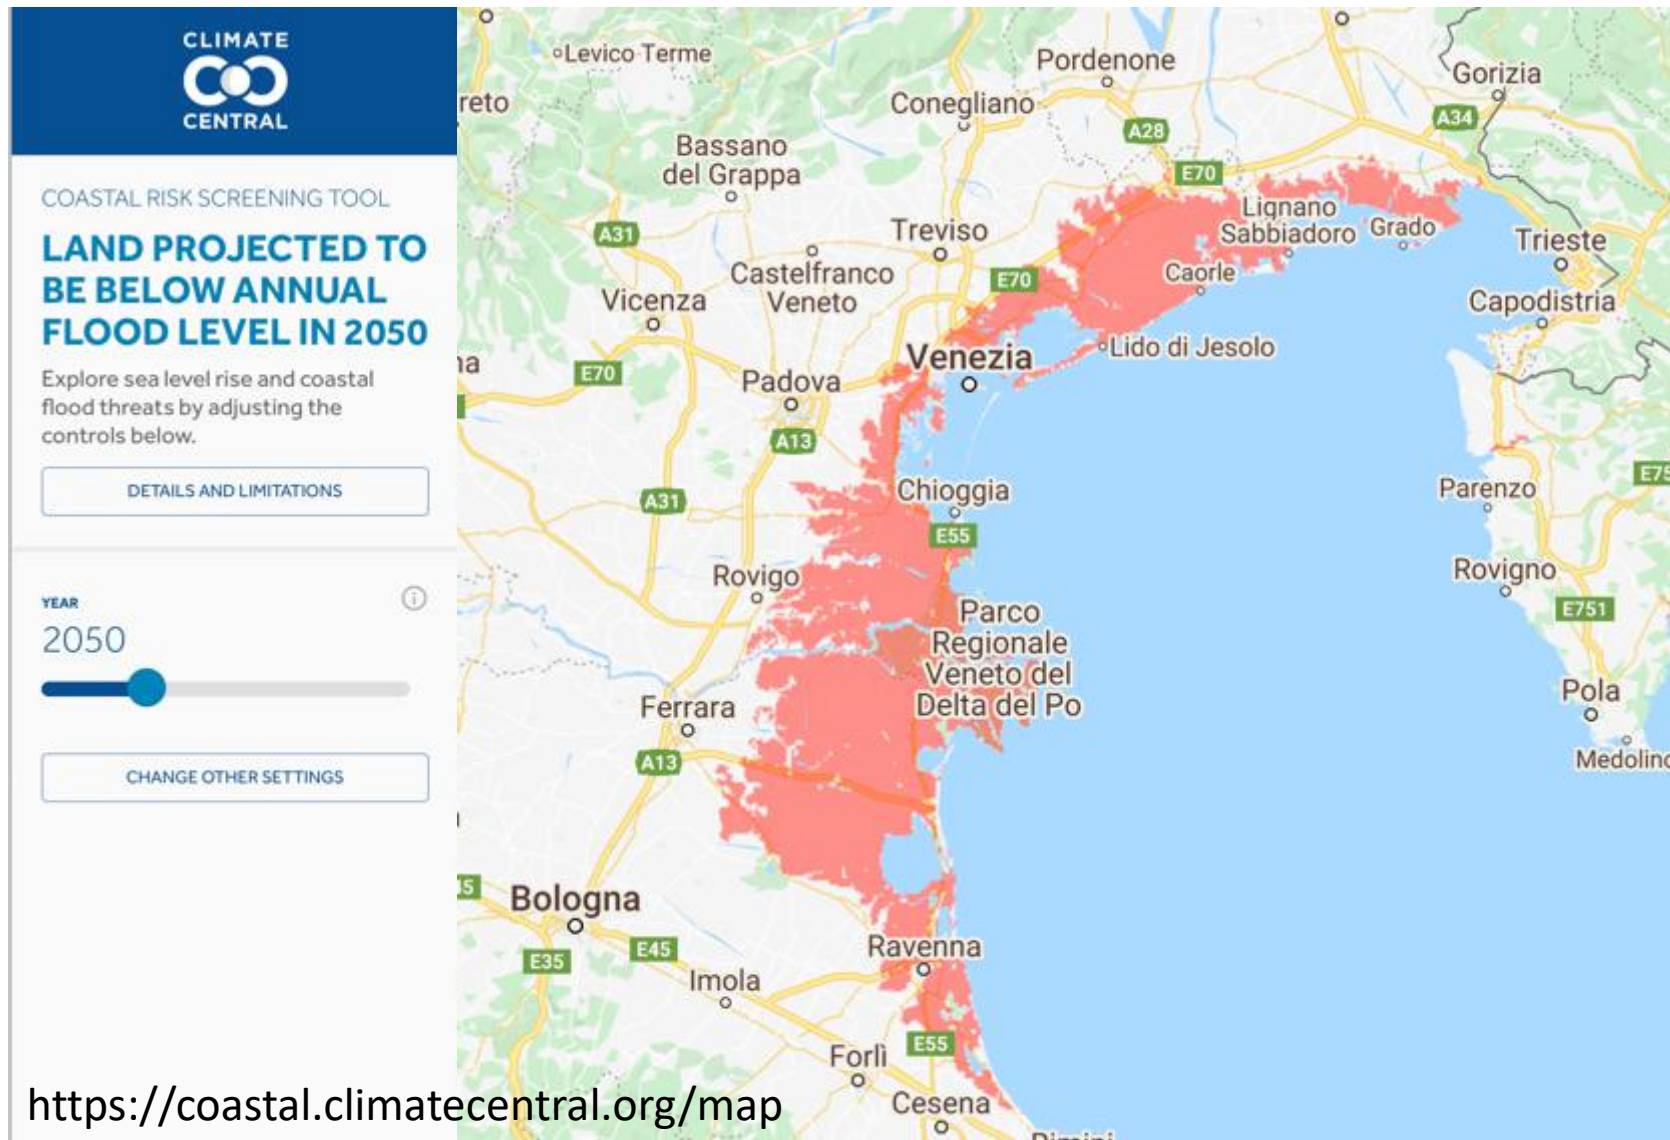 CLIMATE
CENTRAL
COASTAL RISK SCREENING TOOL
LAND PROJECTED TO
BE BELOW ANNUAL
FLOOD LEVEL IN 2050
Explore sea level rise and coastal
flood threats by adjusting the
controls below.
DETAILS AND LIMITATIONS
YEAR
2050
CHANGE OTHER SETTINGS
https://coastal.climatecentral.org/map
Levico Terme
Pordenone
Gorizia
reto
Conegliano
A34
A28
Bassano
del Grappa
E70
Lignano
Sabbiadoro
Grado
A31
Treviso
Trieste
Castelfranco
Veneto
E70
Caorle
Vicenza
Capodistria
Venezia
Lido di Jesolo
na
E70
Padova
A13
E75
Chioggia
Parenzo
A31
E55
Rovigo
Rovigno
Parco
Regionale
Veneto del
Delta del Po
E751
Pola
Ferrara
A13
Medolino
Bologna
Ravenna
E45
E35
Imola
E55
Forlì
Cesena